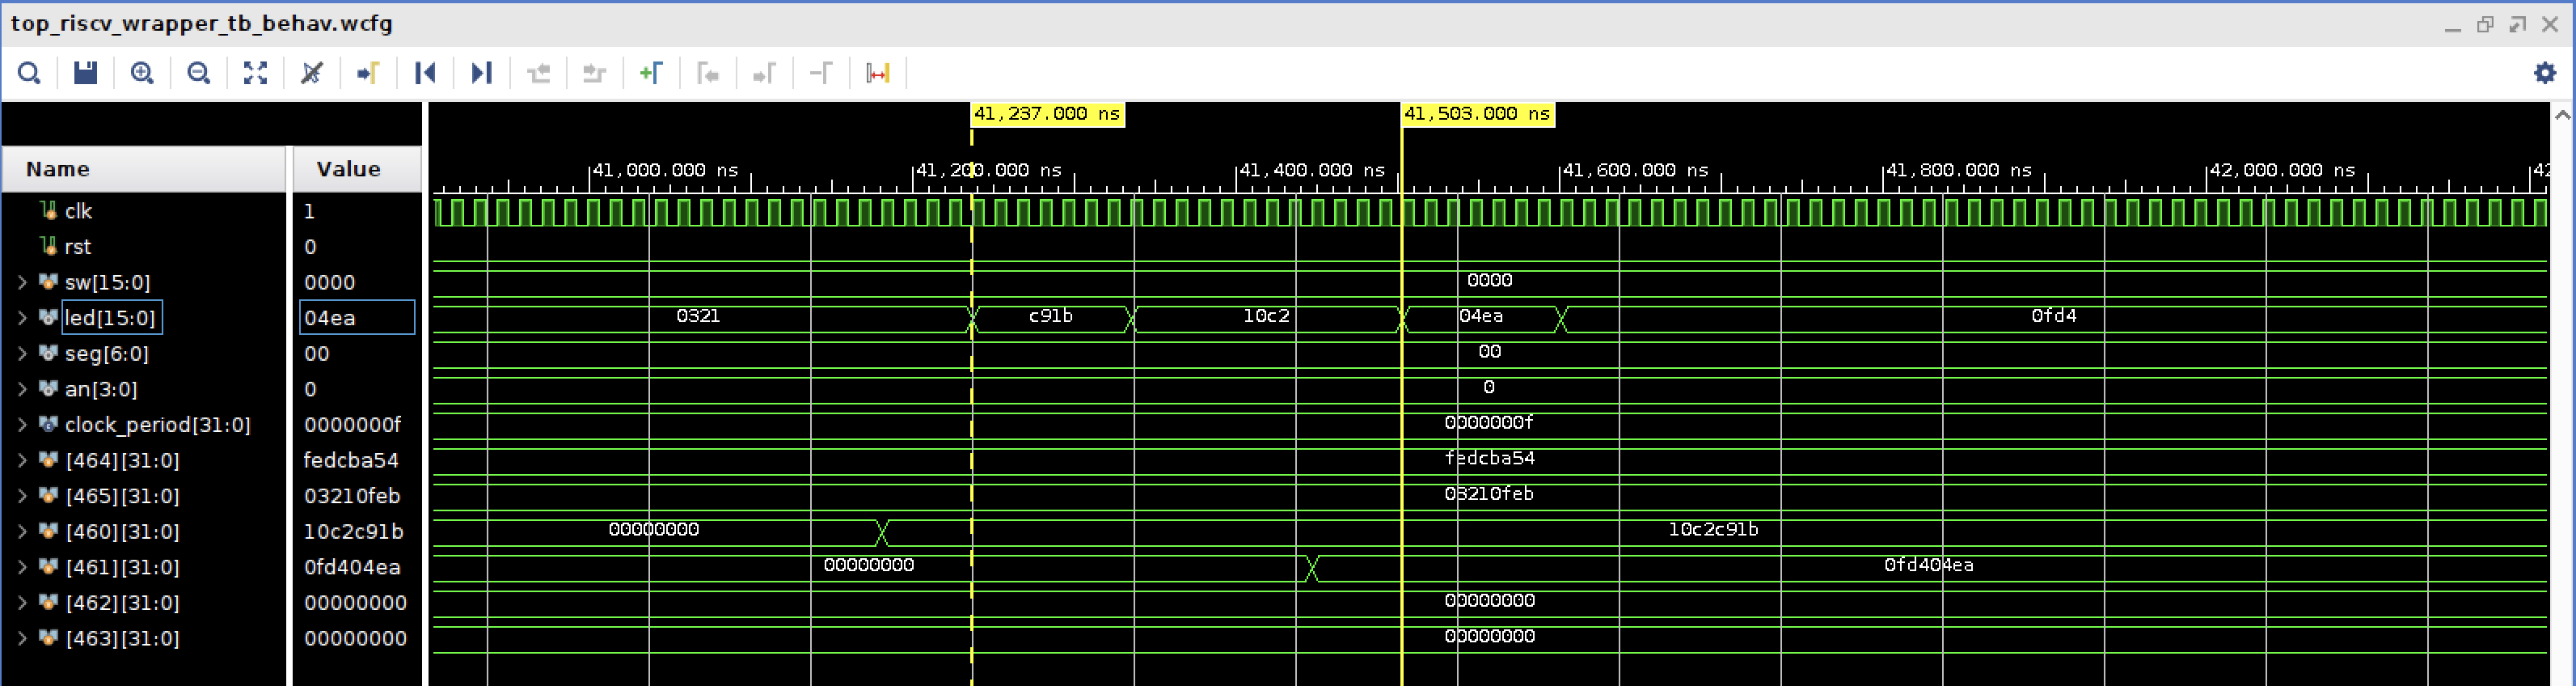 top_riscv_wrapper_tb_behav.wcfg
41,237.000 ns 41,503.000 ns
Name Value
41,000.000 ns 41,200.000 ns 41,400.000 ns 41,600.000 ns 41,800.000 ns 42,000.000 ns 42
clk 1
rst 0
sw[15:0] 0000 0000
led[15:0] 04ea 0321 c91b 10c2 04ea 0fd4
seg[6:0] 00 00
an[3:0] 0 0
clock_period[31:0] 0000000f 0000000f
[464][31:0] fedcba54 fedcba54
[465][31:0] 03210feb 03210feb
[460][31:0] 10c2c91b 00000000 10c2c91b
[461][31:0] 0fd404ea 00000000 0fd404ea
[462][31:0] 00000000 00000000
[463][31:0] 00000000 00000000